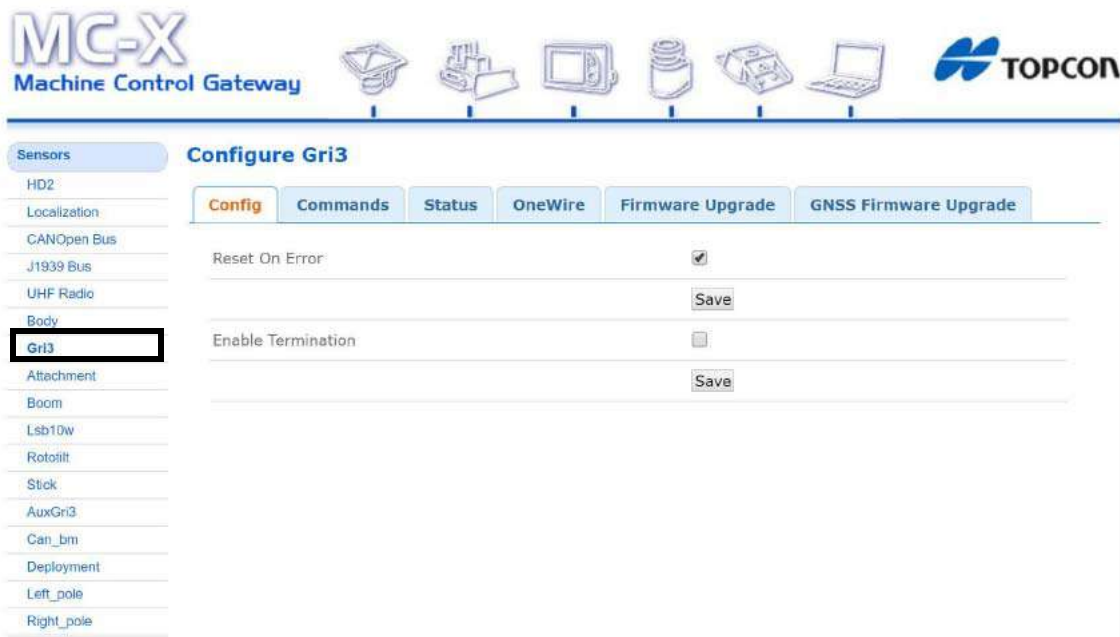 MC-X
Machine Control Gateway
TOPCON
Sensors
HD2
Localization
CANOpen Bus
J1939 Bus
UHF Radio
Body
Gri3
Attachment
Boom
Lsb10w
Rototilt
Stick
AuxGri3
Can_bm
Deployment
Left_pole
Right_pole
Configure Gri3
Config Commands Status OneWire Firmware Upgrade GNSS Firmware Upgrade
Reset On Error
Save
Enable Termination
Save